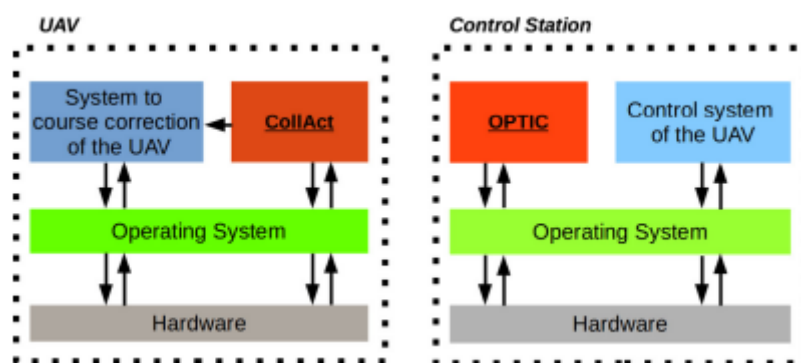 UAV
System to
course correction
of the UAV
CollAct
Operating System
Hardware
Control Station
OPTIC
Control system
of the UAV
Operating System
Hardware